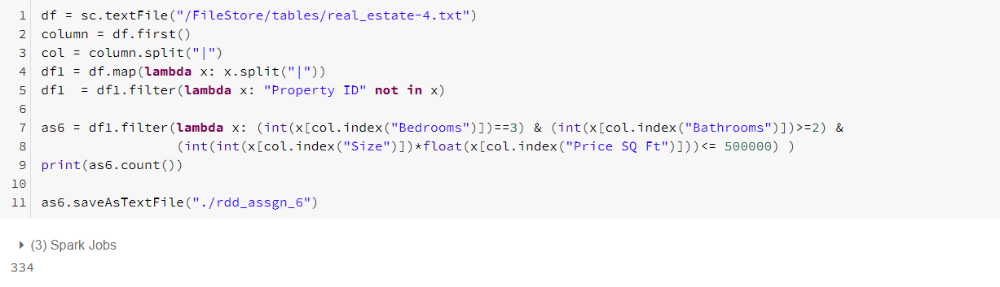 1 df = sc.textFile("/FileStore/tables/real_estate-4.txt")
2 column = df.first()
3 col = column.split("|")
4 df1 = df.map(lambda x: x.split("|"))
5 df1  = df1.filter(lambda x: "Property ID" not in x)
6
7 as6 = df1.filter(lambda x: (int(x[col.index("Bedrooms")])==3) & (int(x[col.index("Bathrooms")])>=2) &
8                 (int(int(x[col.index("Size")])*float(x[col.index("Price SQ Ft")]))<= 500000) )
9 print(as6.count())
10
11 as6.saveAsTextFile("./rdd_assgn_6")
(3) Spark Jobs
334